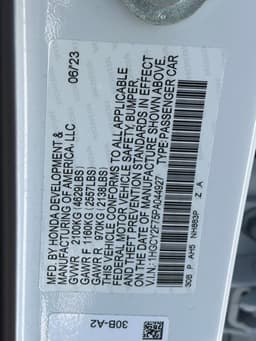 MFD. BY HONDA DEVELOPMENT &
MANUFACTURING OF AMERICA, LLC
06/23
GVWR 2100KG (4629LBS)
GAWR F 1160KG (2557LBS)
GAWR R 970KG (2138LBS)
THIS VEHICLE CONFORMS TO ALL APPLICABLE
FEDERAL MOTOR VEHICLE SAFETY, BUMPER,
AND THEFT PREVENTION STANDARDS IN EFFECT
ON THE DATE OF MANUFACTURE SHOWN ABOVE.
V.I.N.: 1HGCY2F75PA044927 TYPE:PASSENGER CAR
30B P AH5 NH883P Z A
30B-A2